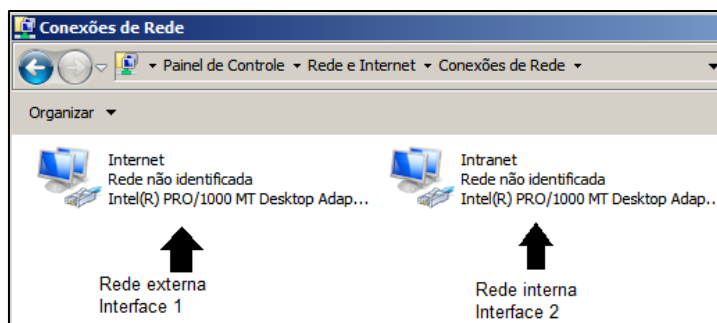 Conexões de Rede
Painel de Controle Rede e Internet Conexões de Rede
Organizar
Internet
Rede não identificada
Intel(R) PRO/1000 MT Desktop Adap...
Intranet
Rede não identificada
Intel(R) PRO/1000 MT Desktop Adap...
Rede externa
Interface 1
Rede interna
Interface 2